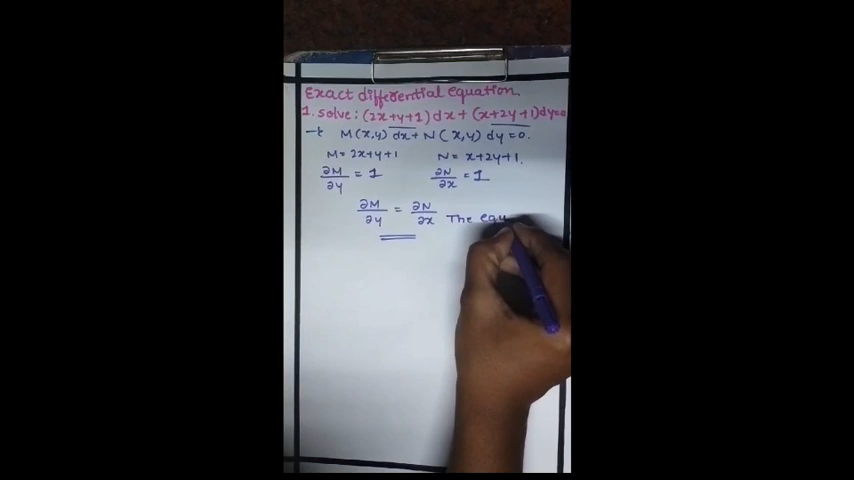 Exact differential equation.
1. Solve: (2x+y+1)dx+(x+2y+1)dy=0
→ M(x,y) dx + N(x,y) dy = 0.
M = 2x+y+1 N = x+2y+1.
∂M/∂y = 1 ∂N/∂x = 1
∂M/∂y = ∂N/∂x The equ